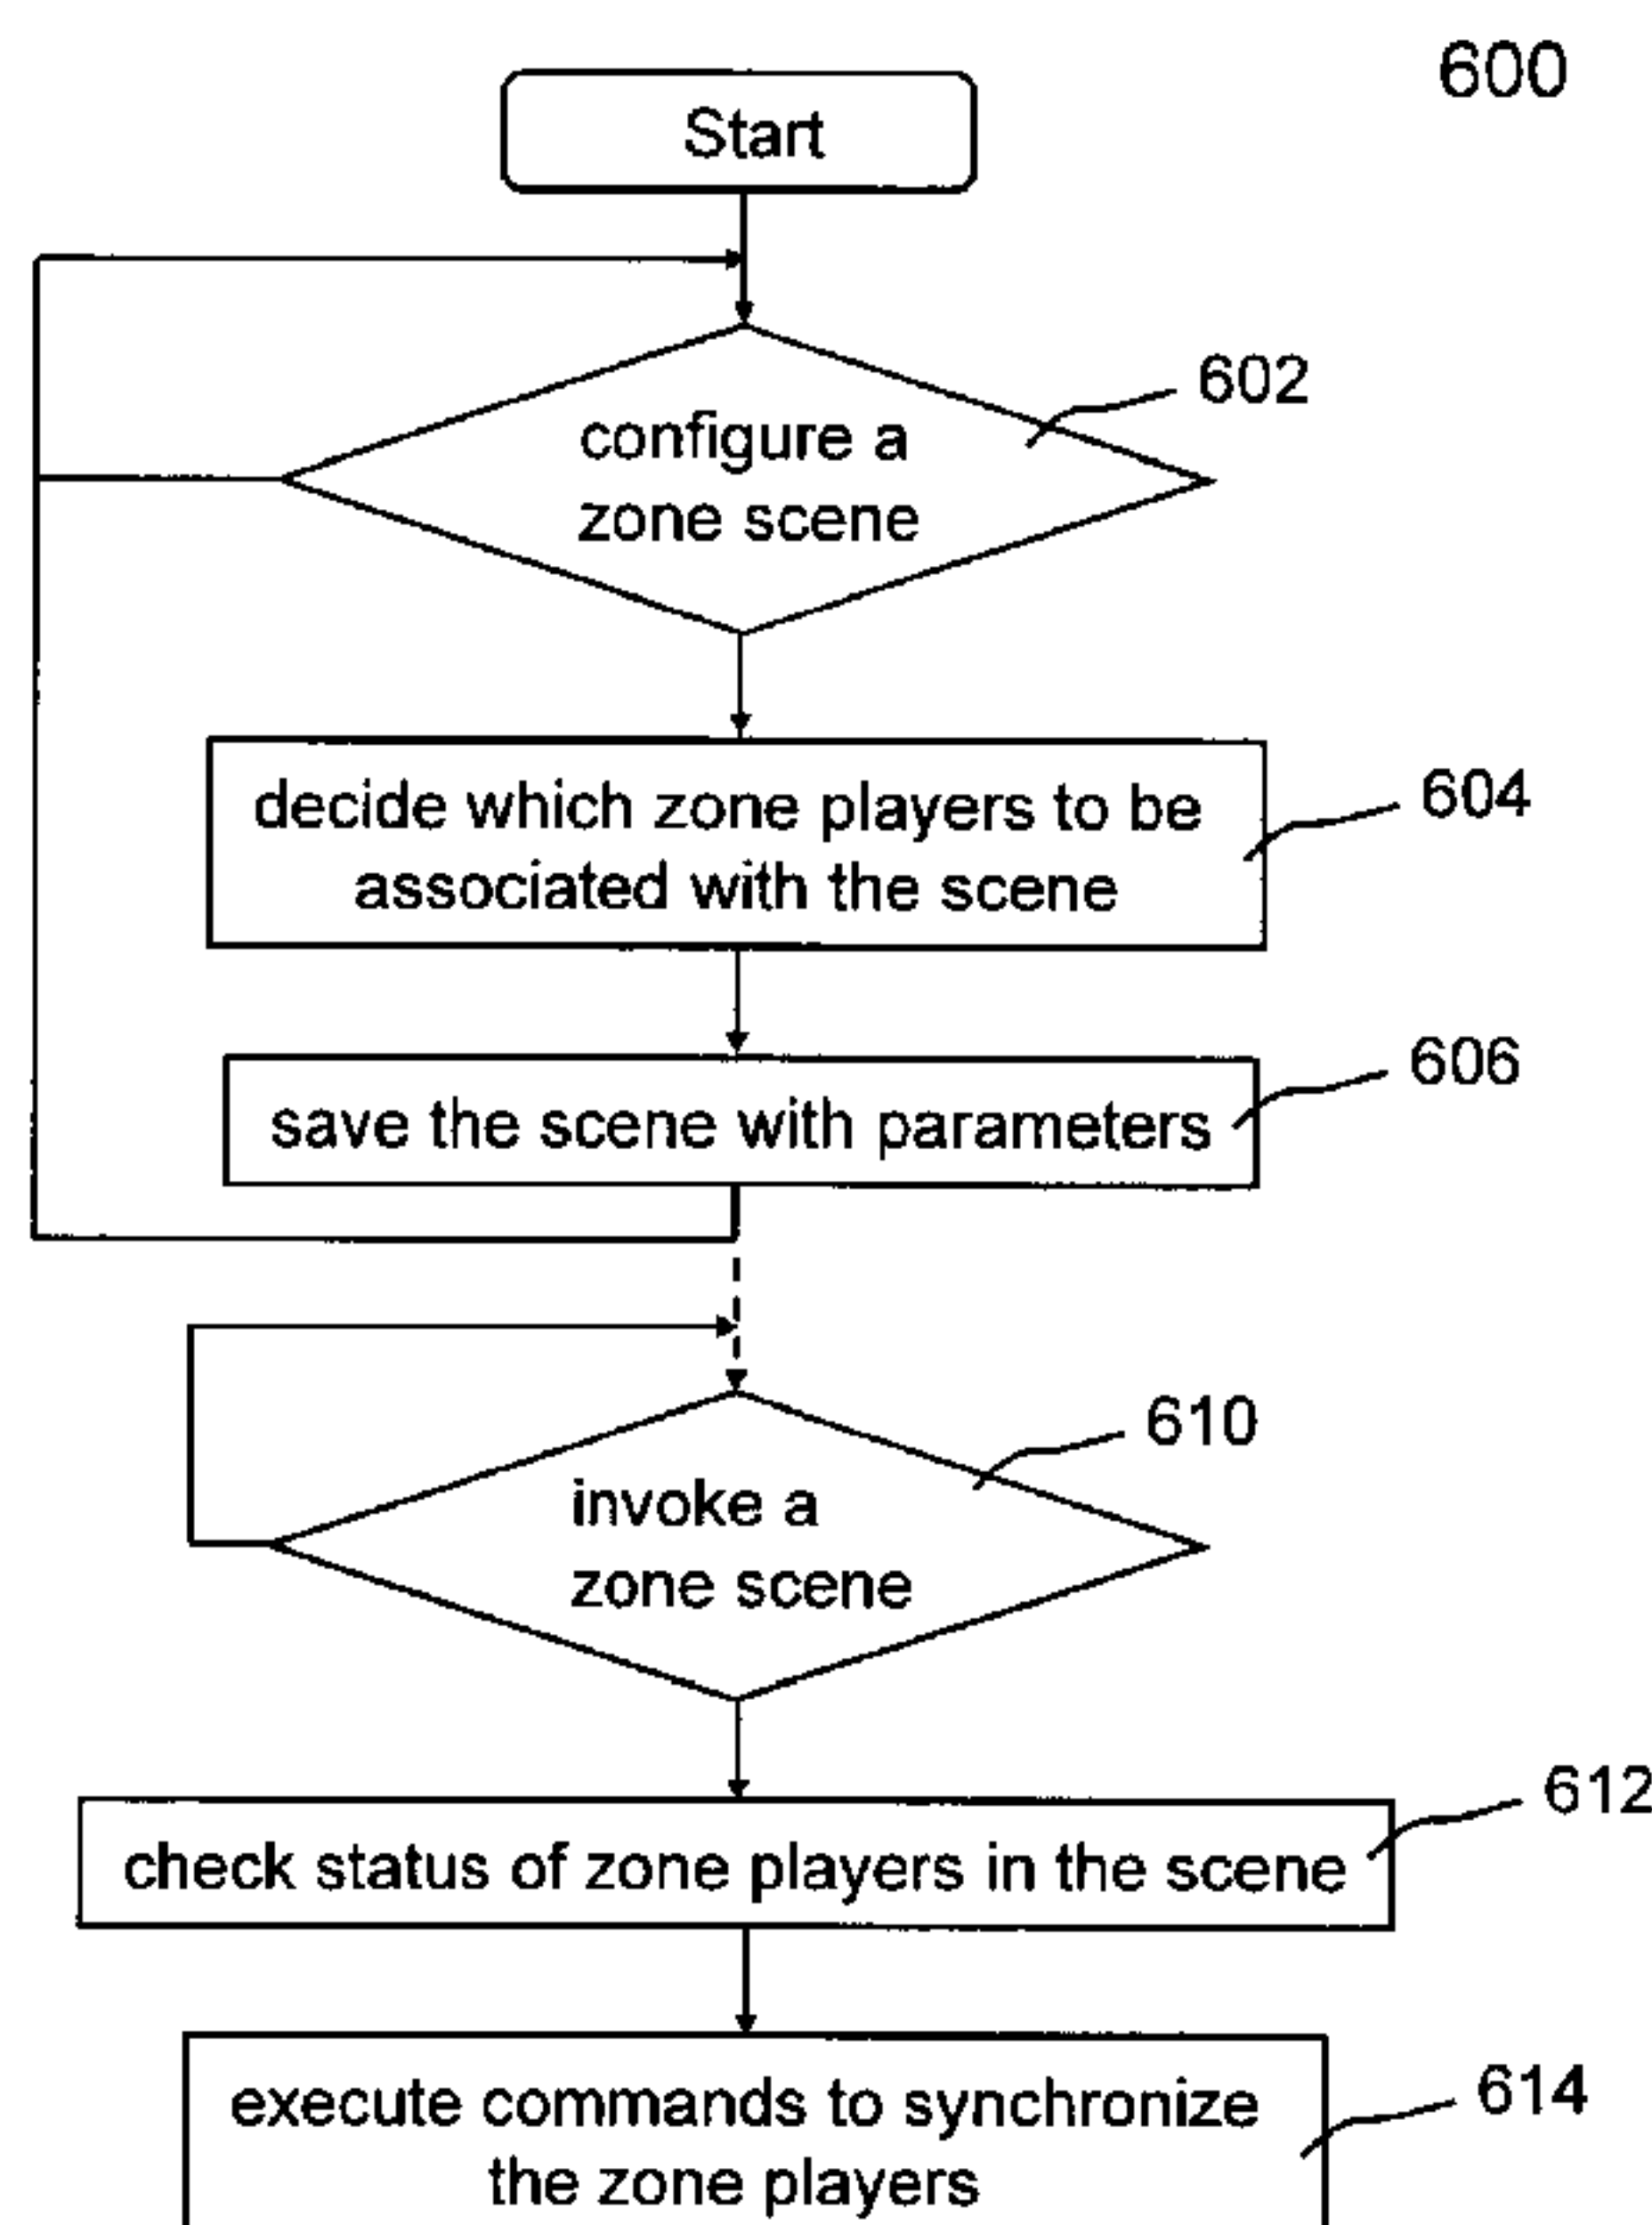 600
Start
602
configure a
zone scene
604
decide which zone players to be
associated with the scene
606
save the scene with parameters
610
invoke a
zone scene
612
check status of zone players in the scene
614
execute commands to synchronize
the zone players